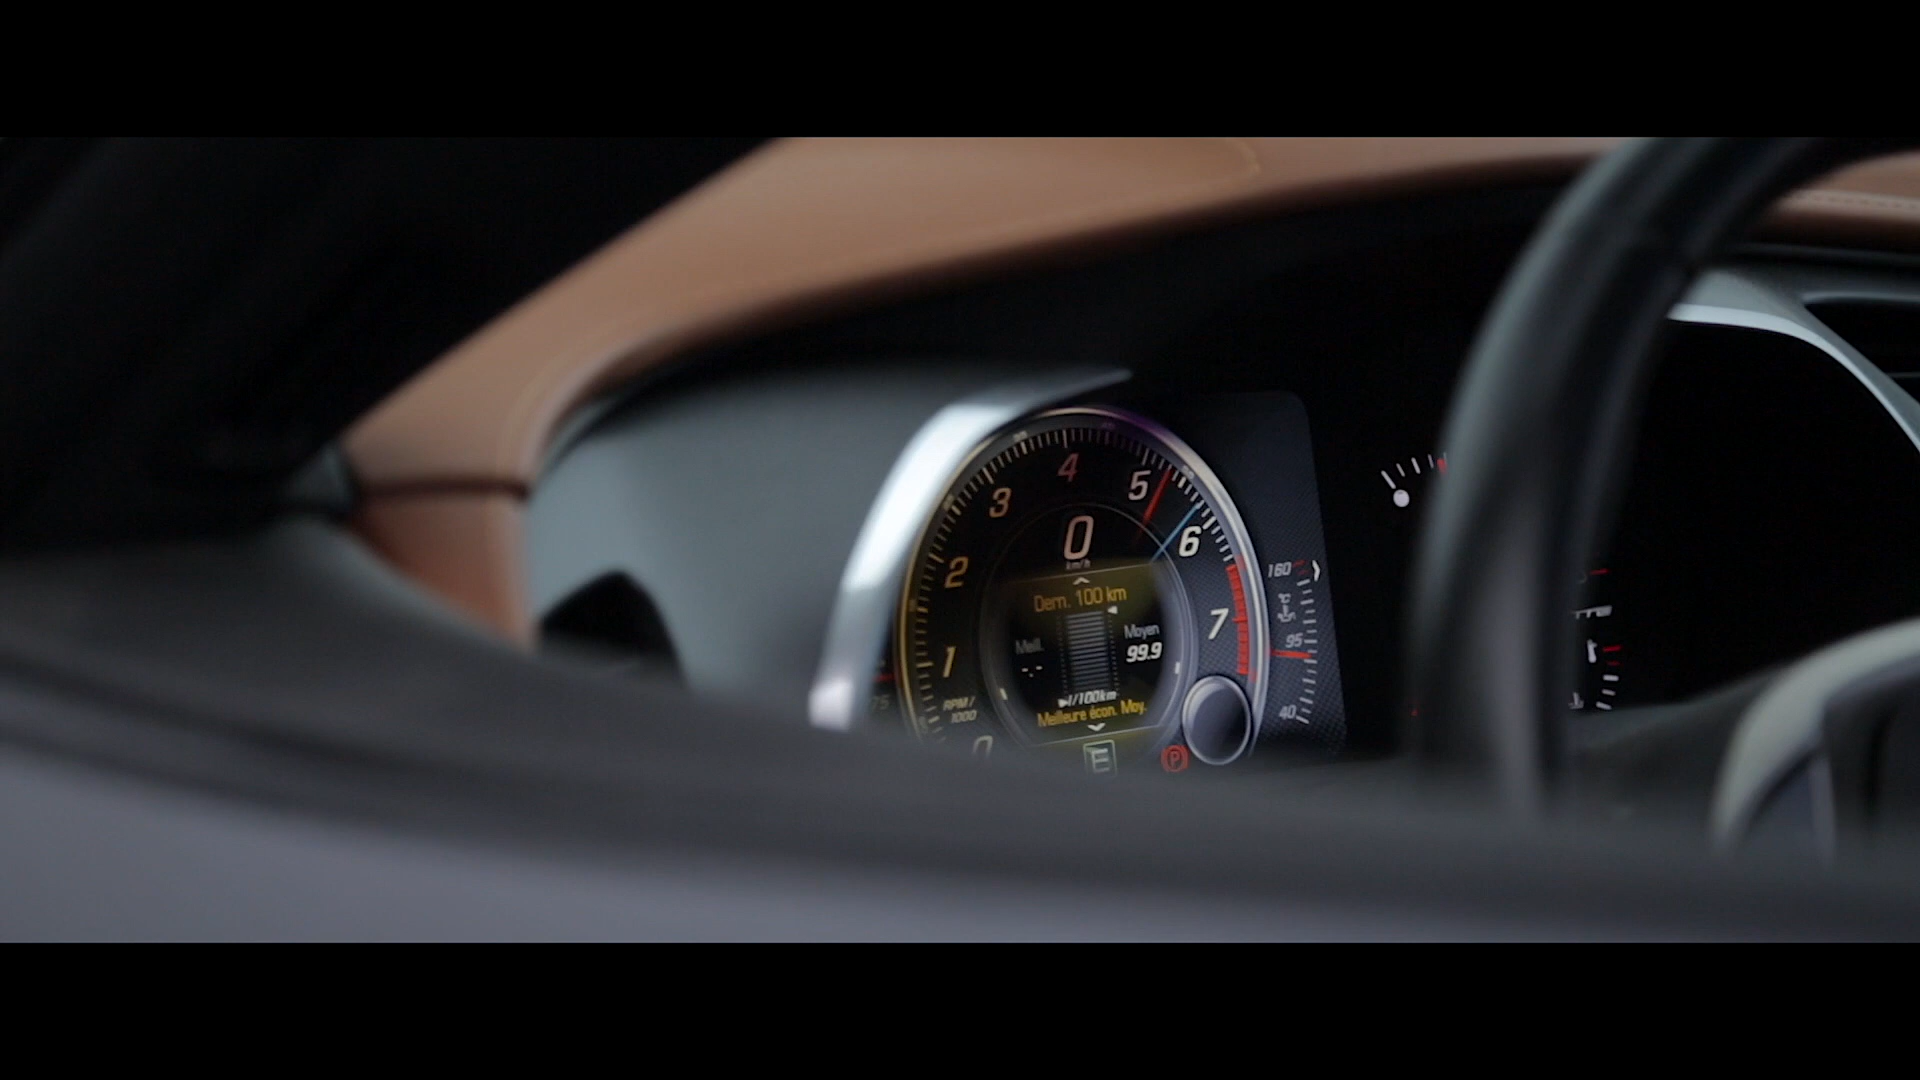 4
3
5
0
6
km/h
2
160
Dern. 100 km
7
Meill.
Moyen
-.-
99.9
95
1
l/100km
RPM/
1000
Meilleure écon. Moy.
40
0
E
P